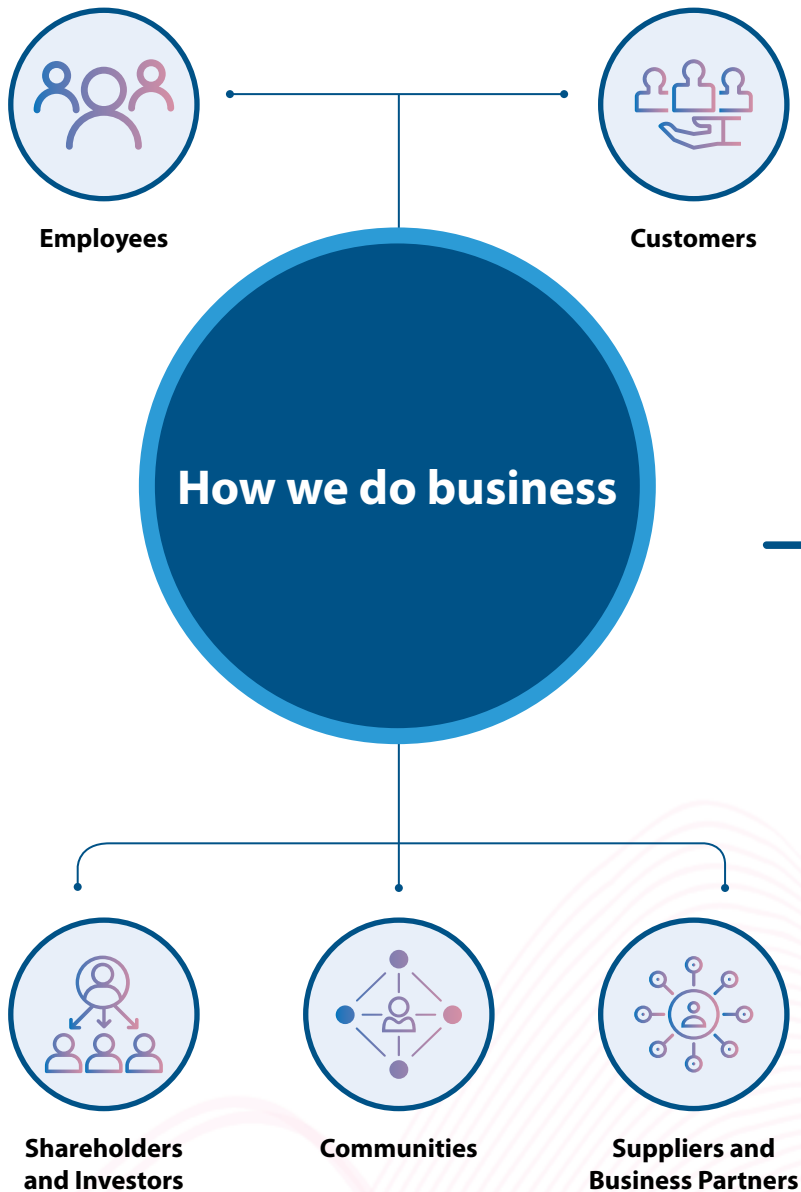 Employees
Customers
How we do business
Shareholders
and Investors
Communities
Suppliers and
Business Partners